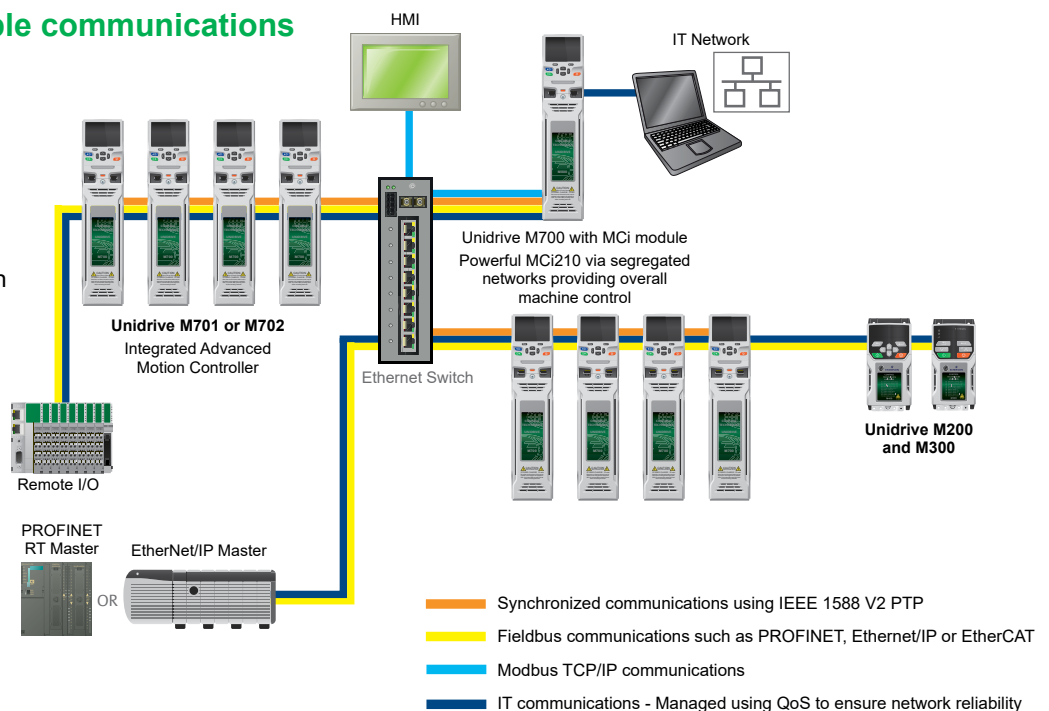 ple communications
HMI
IT Network
Unidrive M700 with MCi module
Powerful MCi210 via segregated
networks providing overall
machine control
n
Unidrive M701 or M702
Integrated Advanced
Motion Controller
Ethernet Switch
Unidrive M200
and M300
Remote I/O
PROFINET
RT Master
OR
EtherNet/IP Master
Synchronized communications using IEEE 1588 V2 PTP
Fieldbus communications such as PROFINET, Ethernet/IP or EtherCAT
Modbus TCP/IP communications
IT communications - Managed using QoS to ensure network reliability